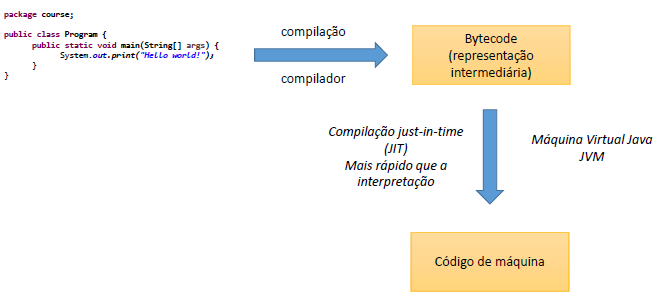 package course;
public class Program {
public static void main(String[] args) {
System.out.print("Hello world!");
}
}
compilação
compilador
Bytecode
(representação
intermediária)
Compilação just-in-time
(JIT)
Mais rápido que a
interpretação
Máquina Virtual Java
JVM
Código de máquina